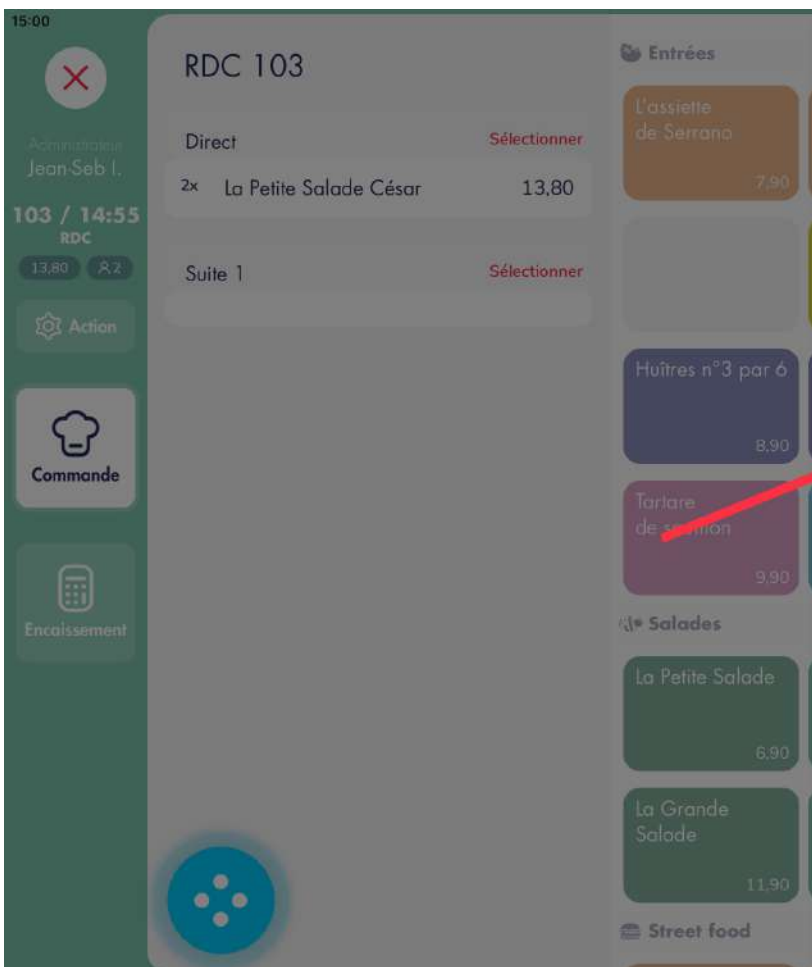 15:00
Administrateur
Jean-Seb I.
103 / 14:55
RDC
13,80
2
Action
Commande
Encaissement
RDC 103
Direct
Sélectionner
2x La Petite Salade César 13,80
Suite 1
Sélectionner
Entrées
L'assiette
de Serrano
7,90
Huîtres n°3 par 6
8,90
Tartare
de saumon
9,90
Salades
La Petite Salade
6,90
La Grande
Salade
11,90
Street food